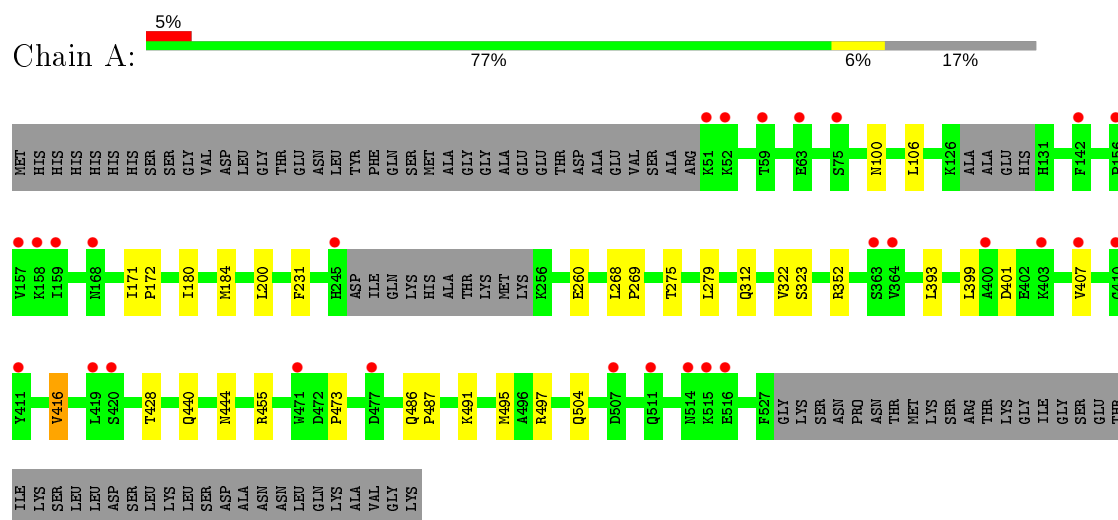 5%
Chain A:
77% 6% 17%
MET HIS HIS HIS HIS HIS HIS SER SER GLY VAL ASP LEU GLY THR GLU ASN LEU TYR PHE GLN SER MET ALA GLY GLY ALA GLU GLU THR ASP ALA GLU VAL SER ALA ARG K51 K52 T59 E63 S75 N100 L106 K126 ALA ALA GLU HIS H131 F142
V157 K158 I159 N168 I171 P172 I180 M184 L200 F231 H245 ASP ILE GLN LYS HIS ALA THR LYS MET LYS K256 E260 L268 P269 T275 L279 Q312 V322 S323 R352 S363 V364 L393 L399 A400 D401 E402 K403 V407
Y411 V416 L419 S420 T428 Q440 N444 R455 W471 D472 P473 D477 Q486 P487 K491 M495 A496 R497 Q504 D507 Q511 N514 K515 E516 F527 GLY LYS SER ASN PRO ASN THR MET LYS SER ARG THR LYS GLY ILE GLY SER GLU
ILE LYS SER LEU LEU ASP SER LEU LYS LEU SER ASP ALA ASN ASN LEU GLN LYS ALA VAL GLY LYS